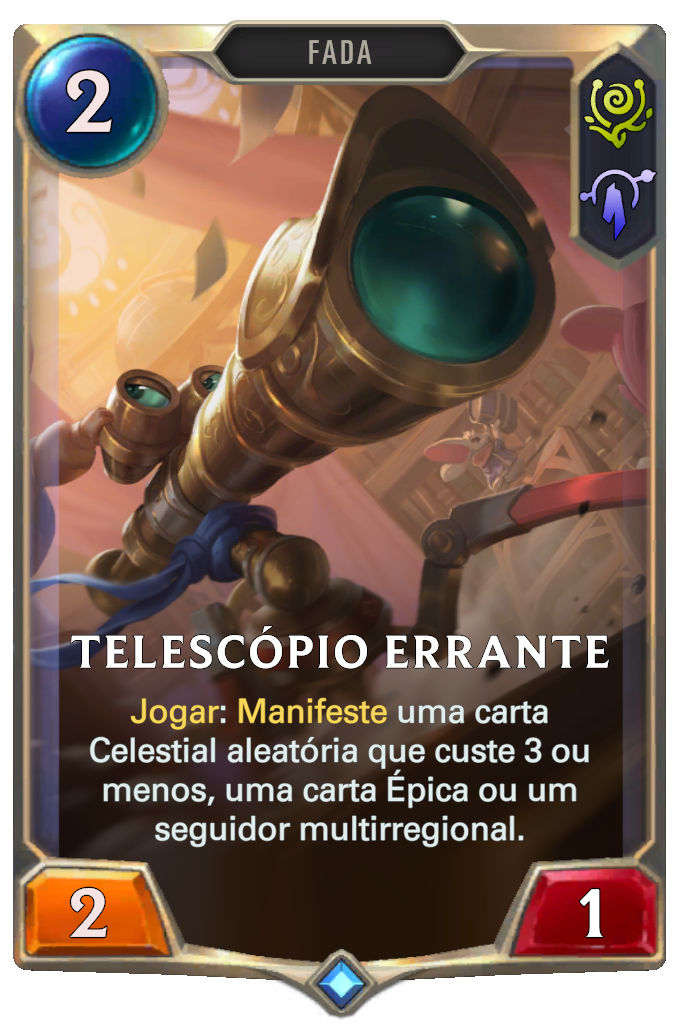 FADA
2
TELESCÓPIO ERRANTE
Jogar: Manifeste uma carta
Celestial aleatória que custe 3 ou
menos, uma carta Épica ou um
seguidor multirregional.
2
1